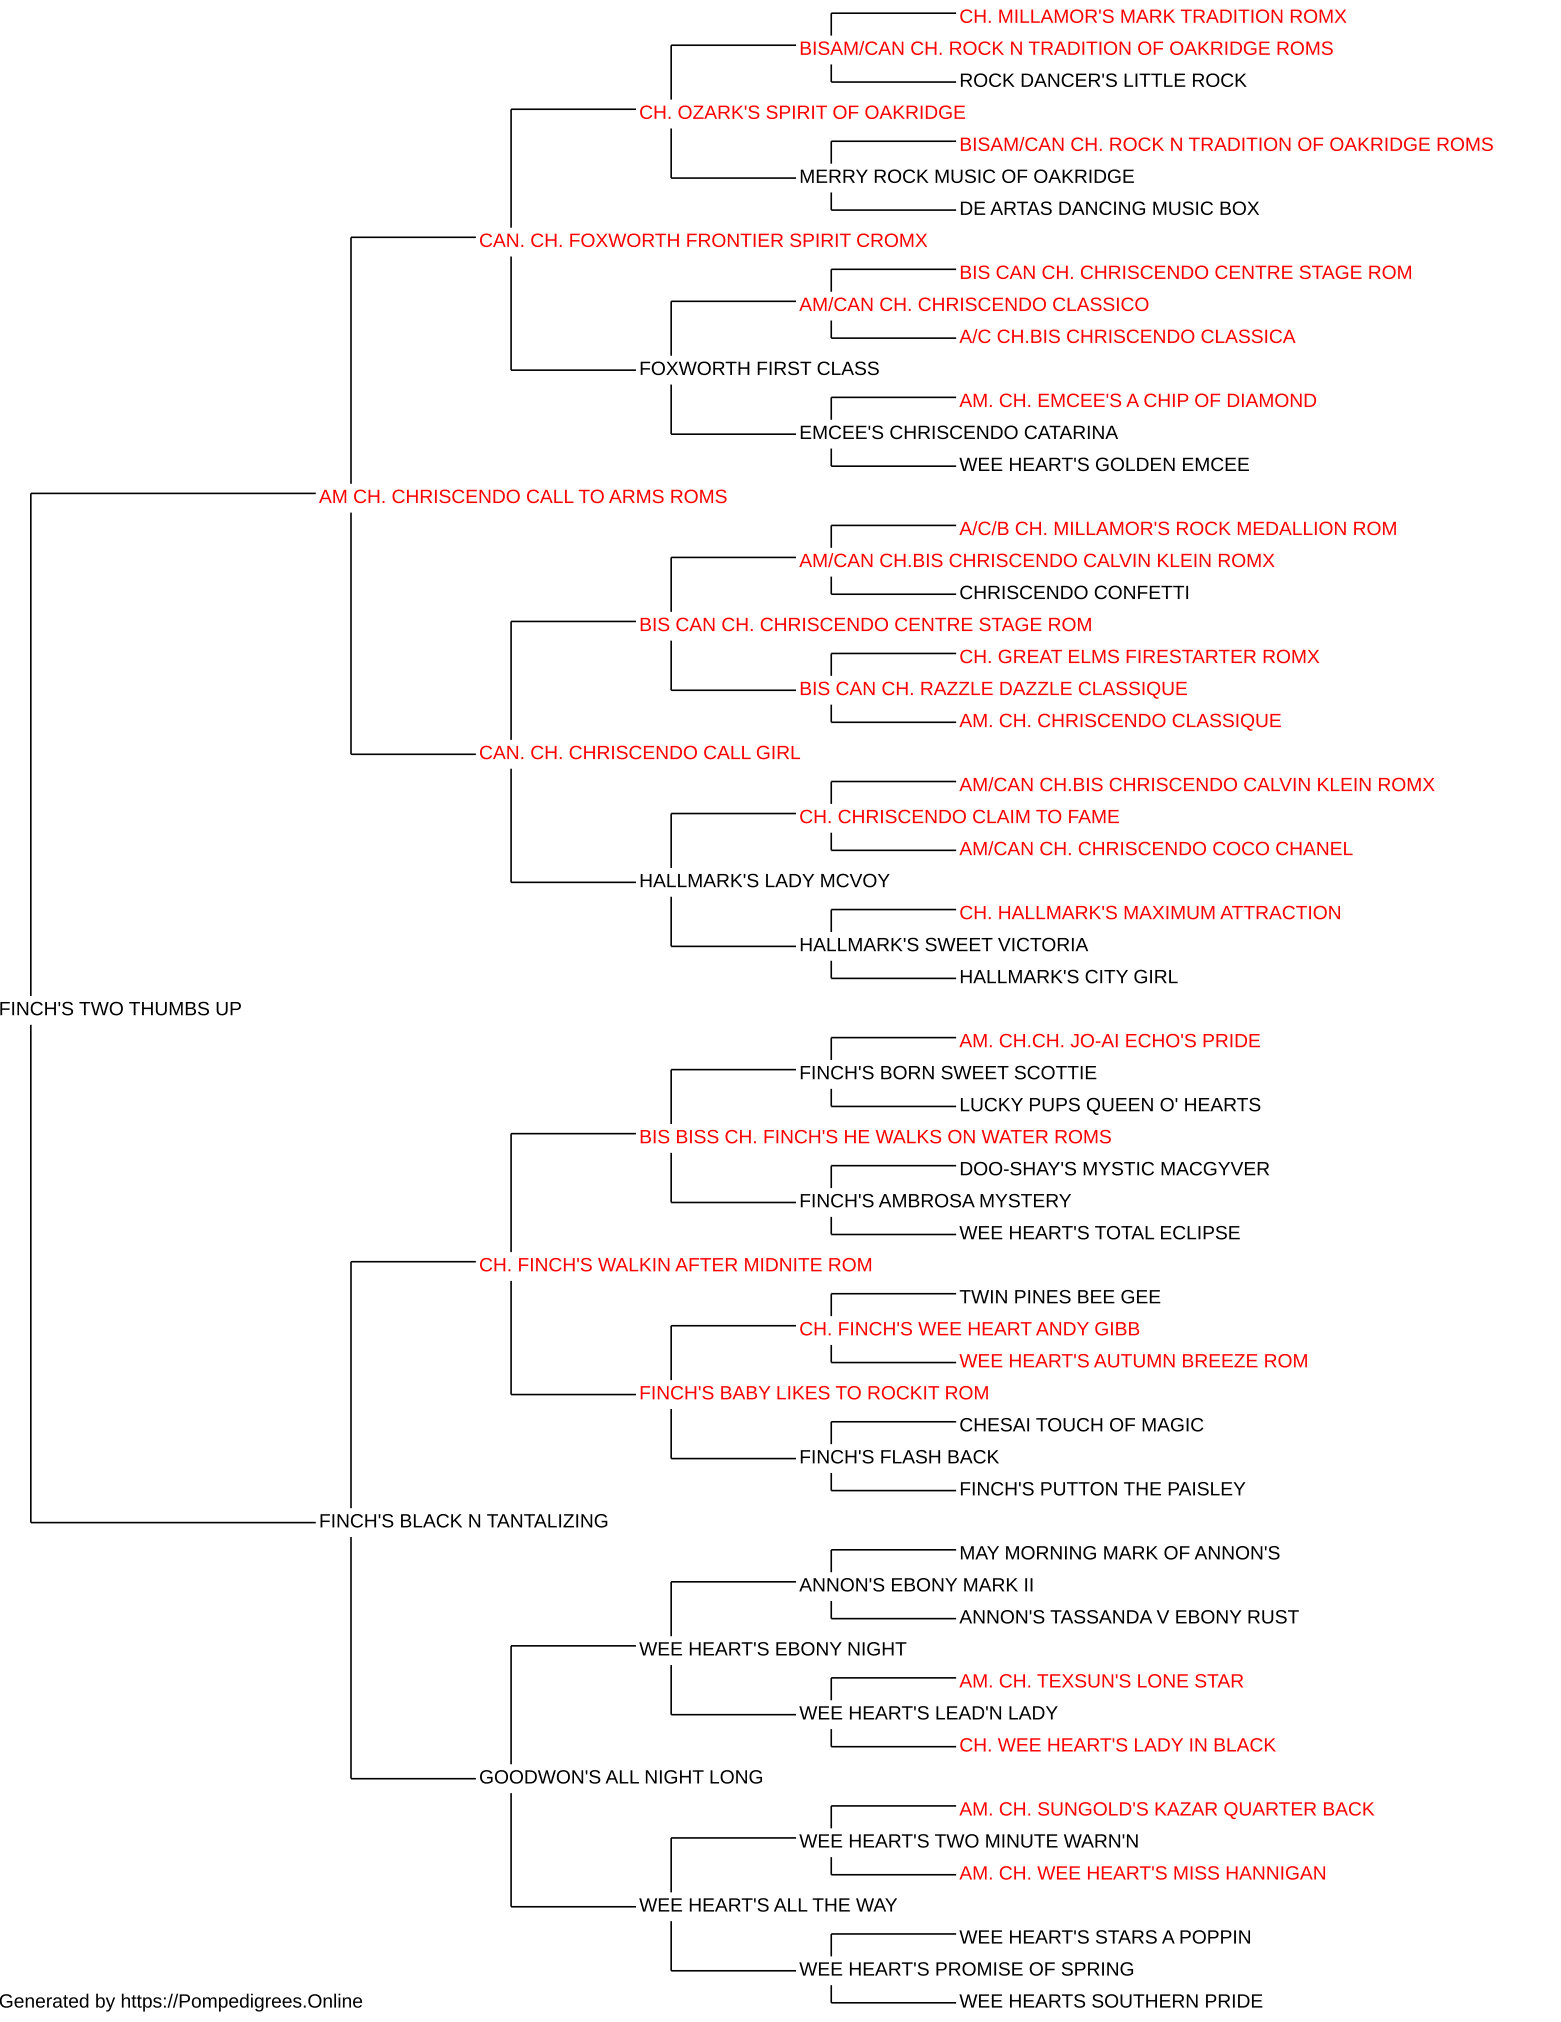 CH. MILLAMOR'S MARK TRADITION ROMX
BISAM/CAN CH. ROCK N TRADITION OF OAKRIDGE ROMS
ROCK DANCER'S LITTLE ROCK
CH. OZARK'S SPIRIT OF OAKRIDGE
BISAM/CAN CH. ROCK N TRADITION OF OAKRIDGE ROMS
MERRY ROCK MUSIC OF OAKRIDGE
DE ARTAS DANCING MUSIC BOX
CAN. CH. FOXWORTH FRONTIER SPIRIT CROMX
BIS CAN CH. CHRISCENDO CENTRE STAGE ROM
AM/CAN CH. CHRISCENDO CLASSICO
A/C CH.BIS CHRISCENDO CLASSICA
FOXWORTH FIRST CLASS
AM. CH. EMCEE'S A CHIP OF DIAMOND
EMCEE'S CHRISCENDO CATARINA
WEE HEART'S GOLDEN EMCEE
AM CH. CHRISCENDO CALL TO ARMS ROMS
A/C/B CH. MILLAMOR'S ROCK MEDALLION ROM
AM/CAN CH.BIS CHRISCENDO CALVIN KLEIN ROMX
CHRISCENDO CONFETTI
BIS CAN CH. CHRISCENDO CENTRE STAGE ROM
CH. GREAT ELMS FIRESTARTER ROMX
BIS CAN CH. RAZZLE DAZZLE CLASSIQUE
AM. CH. CHRISCENDO CLASSIQUE
CAN. CH. CHRISCENDO CALL GIRL
AM/CAN CH.BIS CHRISCENDO CALVIN KLEIN ROMX
CH. CHRISCENDO CLAIM TO FAME
AM/CAN CH. CHRISCENDO COCO CHANEL
HALLMARK'S LADY MCVOY
CH. HALLMARK'S MAXIMUM ATTRACTION
HALLMARK'S SWEET VICTORIA
HALLMARK'S CITY GIRL
FINCH'S TWO THUMBS UP
AM. CH.CH. JO-AI ECHO'S PRIDE
FINCH'S BORN SWEET SCOTTIE
LUCKY PUPS QUEEN O' HEARTS
BIS BISS CH. FINCH'S HE WALKS ON WATER ROMS
DOO-SHAY'S MYSTIC MACGYVER
FINCH'S AMBROSA MYSTERY
WEE HEART'S TOTAL ECLIPSE
CH. FINCH'S WALKIN AFTER MIDNITE ROM
TWIN PINES BEE GEE
CH. FINCH'S WEE HEART ANDY GIBB
WEE HEART'S AUTUMN BREEZE ROM
FINCH'S BABY LIKES TO ROCKIT ROM
CHESAI TOUCH OF MAGIC
FINCH'S FLASH BACK
FINCH'S PUTTON THE PAISLEY
FINCH'S BLACK N TANTALIZING
MAY MORNING MARK OF ANNON'S
ANNON'S EBONY MARK II
ANNON'S TASSANDA V EBONY RUST
WEE HEART'S EBONY NIGHT
AM. CH. TEXSUN'S LONE STAR
WEE HEART'S LEAD'N LADY
CH. WEE HEART'S LADY IN BLACK
GOODWON'S ALL NIGHT LONG
AM. CH. SUNGOLD'S KAZAR QUARTER BACK
WEE HEART'S TWO MINUTE WARN'N
AM. CH. WEE HEART'S MISS HANNIGAN
WEE HEART'S ALL THE WAY
WEE HEART'S STARS A POPPIN
WEE HEART'S PROMISE OF SPRING
WEE HEARTS SOUTHERN PRIDE
Generated by https://Pompedigrees.Online